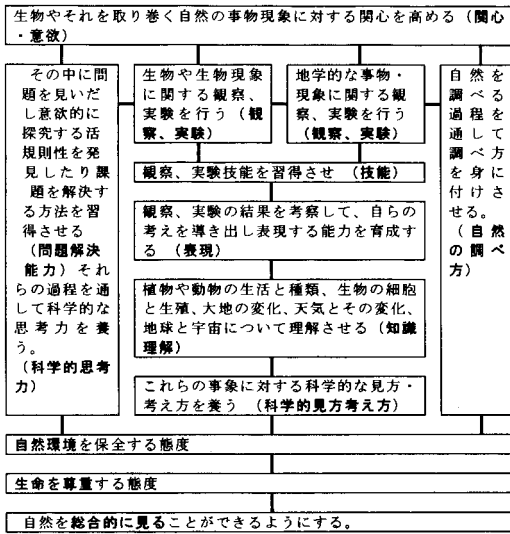 生物やそれを取り巻く自然の事物現象に対する関心を高める（関心
・意欲）
その中に問
題を見いだ
し意欲的に
探究する活
規則性を発
見したり課
題を解決す
る方法を習
得させる
（問題解決
能力）それ
らの過程を通
して科学的な
思考力を養
う。
（科学的思考
力）
生物や生物現象
に関する観察、
実験を行う（観
察、実験）
地学的な事物・
現象に関する観
察、実験を行う
（観察、実験）
観察、実験技能を習得させ （技能）
観察、実験の結果を考察して、自らの
考えを導き出し表現する能力を育成す
る （表現）
植物や動物の生活と種類、生物の細胞
と生殖、大地の変化、天気とその変化、
地球と宇宙について理解させる（知識
理解）
これらの事象に対する科学的な見方・
考え方を養う （科学的見方考え方）
自然を
調べる
過程を
通して
調べ方
を身に
付けさ
せる。
（自然
の調べ
方）
自然環境を保全する態度
生命を尊重する態度
自然を総合的に見ることができるようにする。